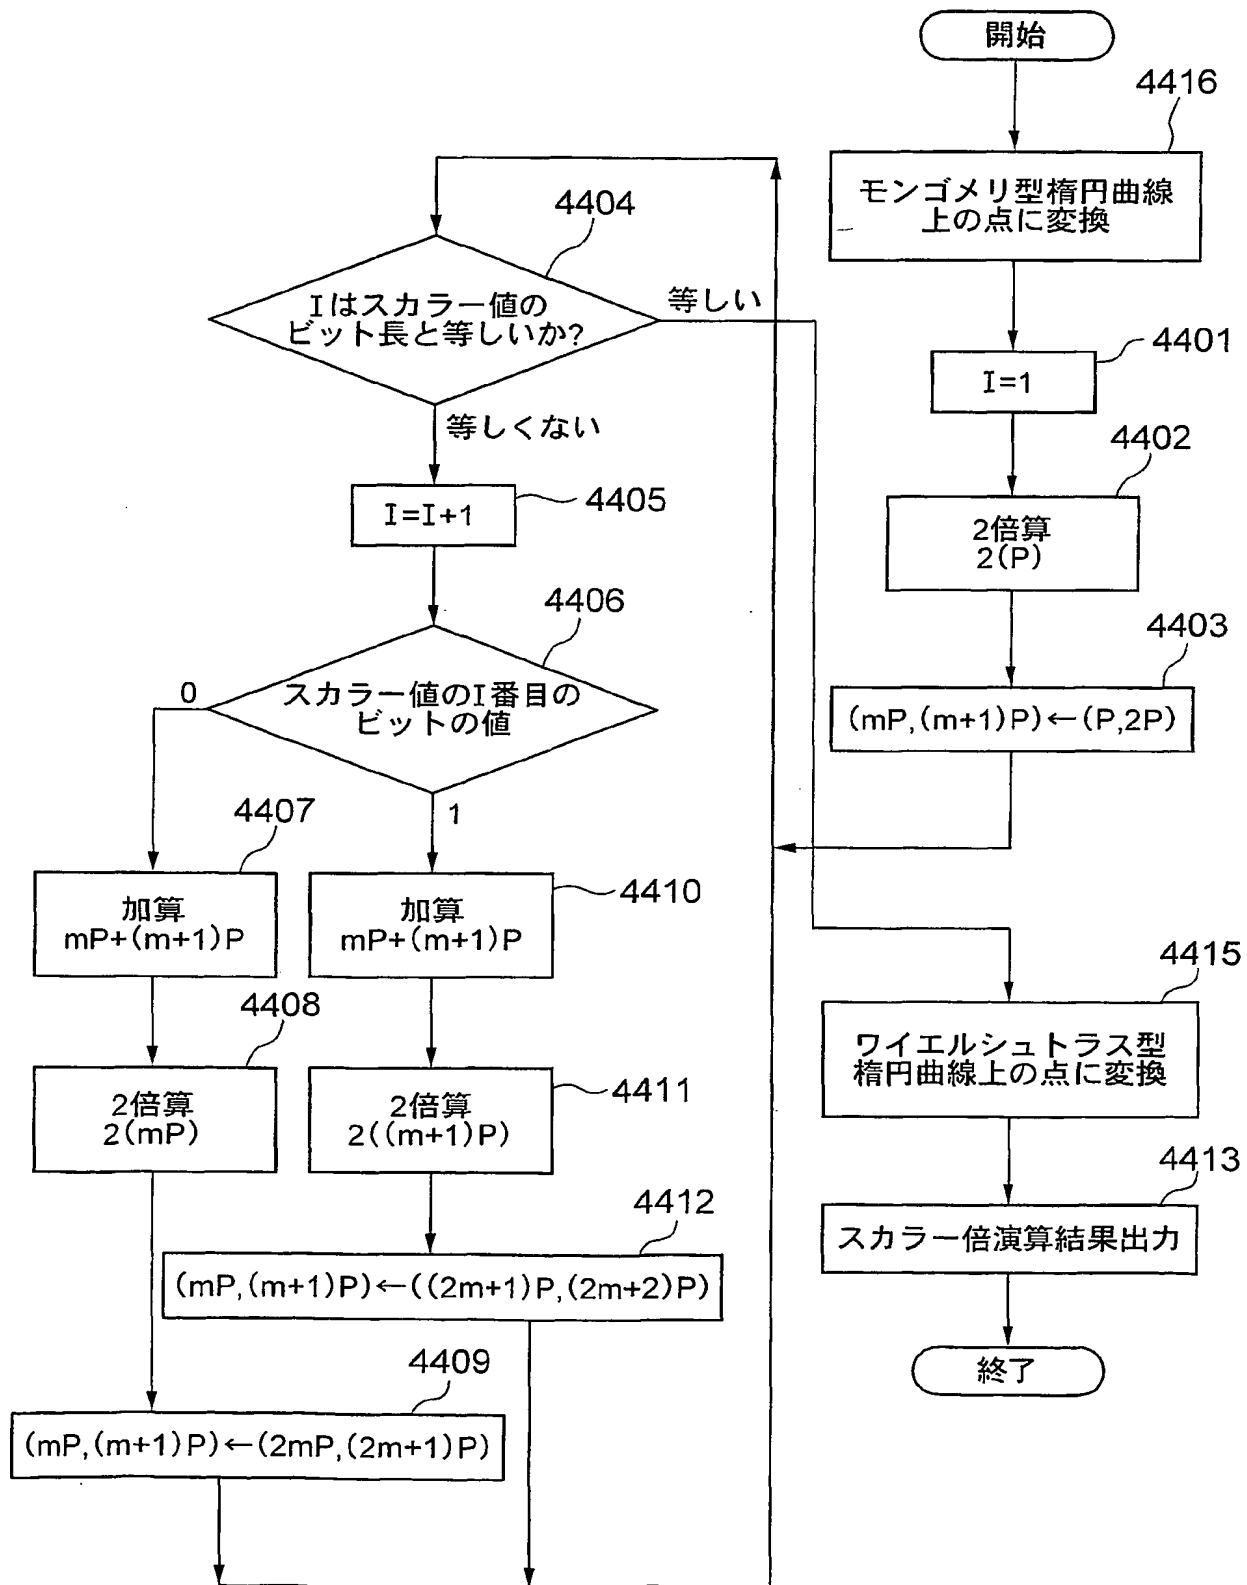 開始
4416
モンゴメリ型楕円曲線
上の点に変換
4401
I=1
4402
2倍算
2(P)
4403
(mP,(m+1)P)←(P,2P)
4404
Iはスカラー値の
ビット長と等しいか?
等しい
等しくない
4405
I=I+1
4406
スカラー値のI番目の
ビットの値
0
1
4407
加算
mP+(m+1)P
4410
加算
mP+(m+1)P
4408
2倍算
2(mP)
4411
2倍算
2((m+1)P)
4412
(mP,(m+1)P)←((2m+1)P,(2m+2)P)
4409
(mP,(m+1)P)←(2mP,(2m+1)P)
4415
ワイエルシュトラス型
楕円曲線上の点に変換
4413
スカラー倍演算結果出力
終了